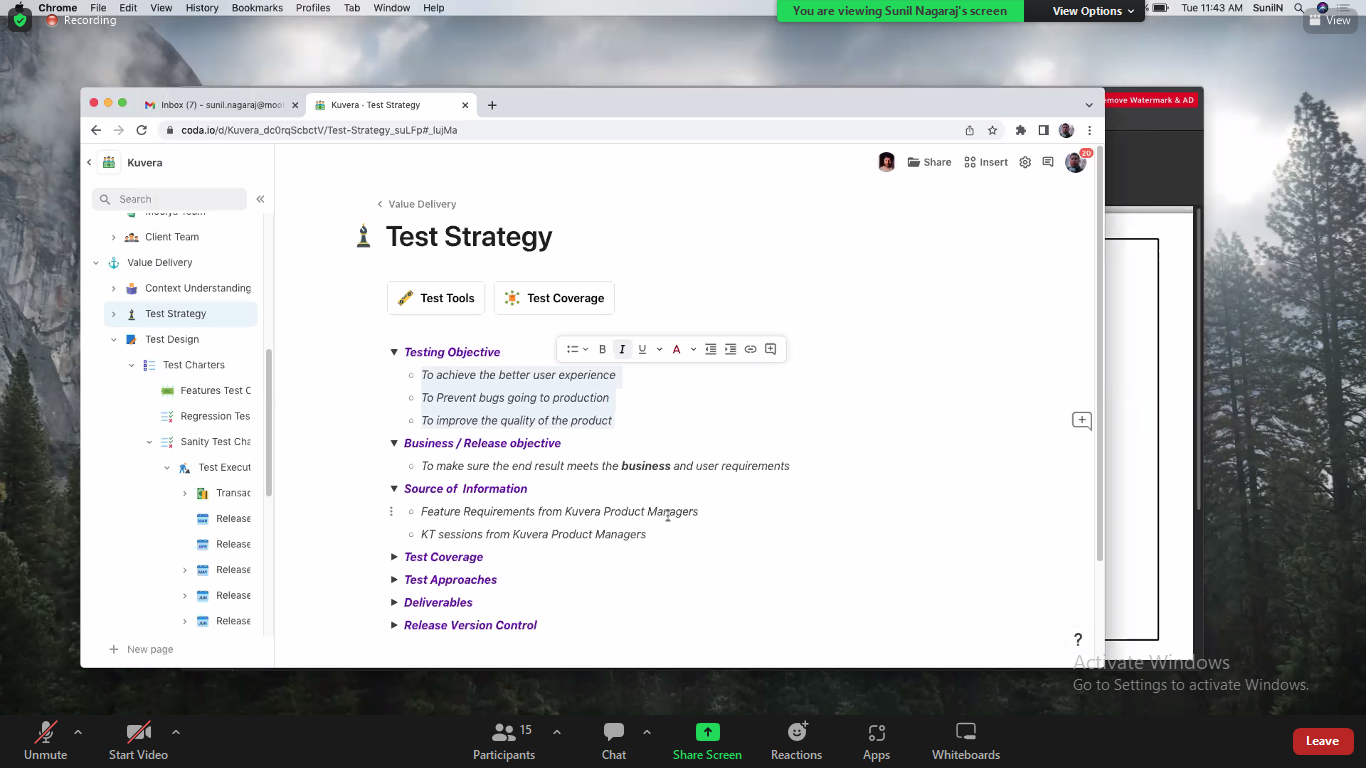 Chrome File Edit View History Bookmarks Profiles Tab Window Help
You are viewing Sunil Nagaraj's screen
View Options
% Tue 11:43 AM SunilN
Recording
View
Inbox (7) - sunil.nagaraj@moo
Kuvera · Test Strategy
move Watermark & AD
coda.io/d/Kuvera_dc0rqScbctV/Test-Strategy_suLFp#_lujMa
Kuvera
20
Share Insert
Search
Moolya Team
Client Team
Value Delivery
Context Understanding
Test Strategy
Test Design
Test Charters
Features Test C
Regression Tes
Sanity Test Cha
Test Execut
Transac
Release
Release
Release
Release
Release
New page
Value Delivery
Test Strategy
Test Tools Test Coverage
B I U A
Testing Objective
To achieve the better user experience
To Prevent bugs going to production
To improve the quality of the product
Business / Release objective
To make sure the end result meets the business and user requirements
Source of Information
Feature Requirements from Kuvera Product Managers
KT sessions from Kuvera Product Managers
Test Coverage
Test Approaches
Deliverables
Release Version Control
?
Activate Windows
Go to Settings to activate Windows.
Unmute
Start Video
15
Participants
Chat
Share Screen
Reactions
Apps
Whiteboards
Leave